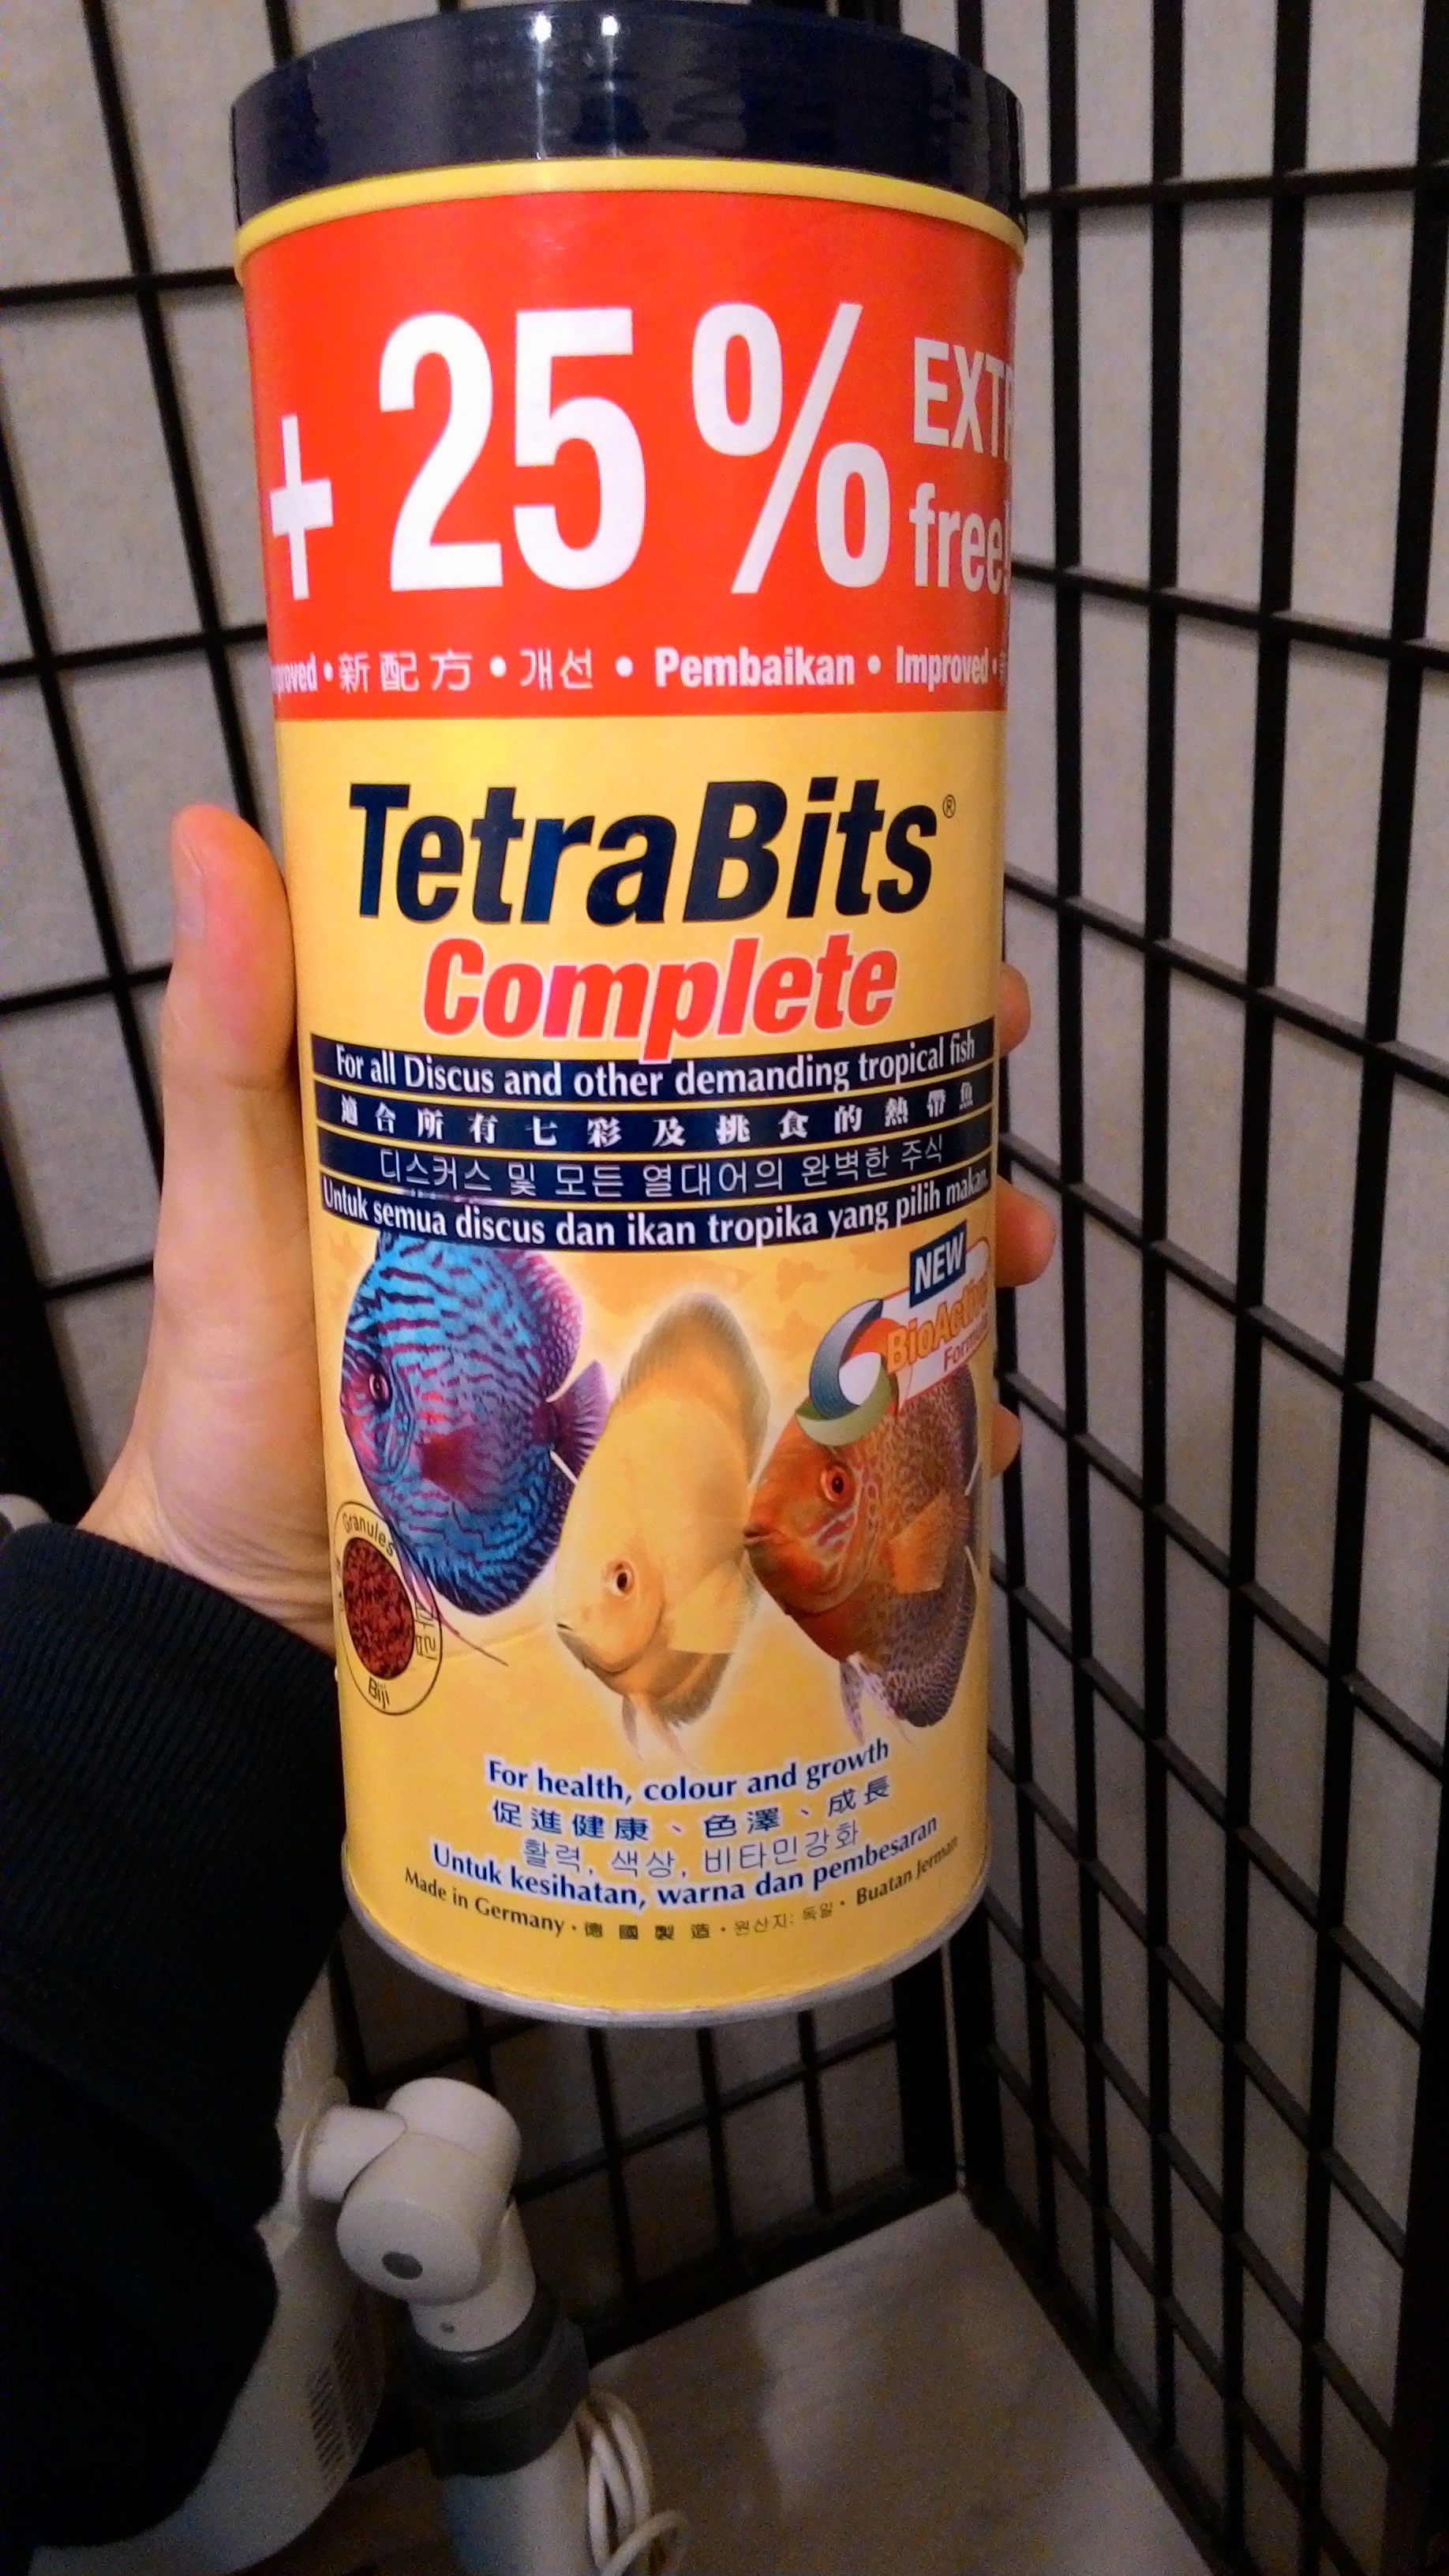 + 25% EXTR
free!
proved • 新配方 • 개선 • Pembaikan • Improved •
TetraBits®
Complete
For all Discus and other demanding tropical fish
適合所有七彩及挑食的熱帶魚
디스커스 및 모든 열대어의 완벽한 주식
Untuk semua discus dan ikan tropika yang pilih makan.
NEW
BioActive
Formula
Granules
Biji
For health, colour and growth
促進健康、色澤、成長
활력, 색상, 비타민강화
Untuk kesihatan, warna dan pembesaran
Made in Germany • 德國製造 • 원산지: 독일 • Buatan Jerman